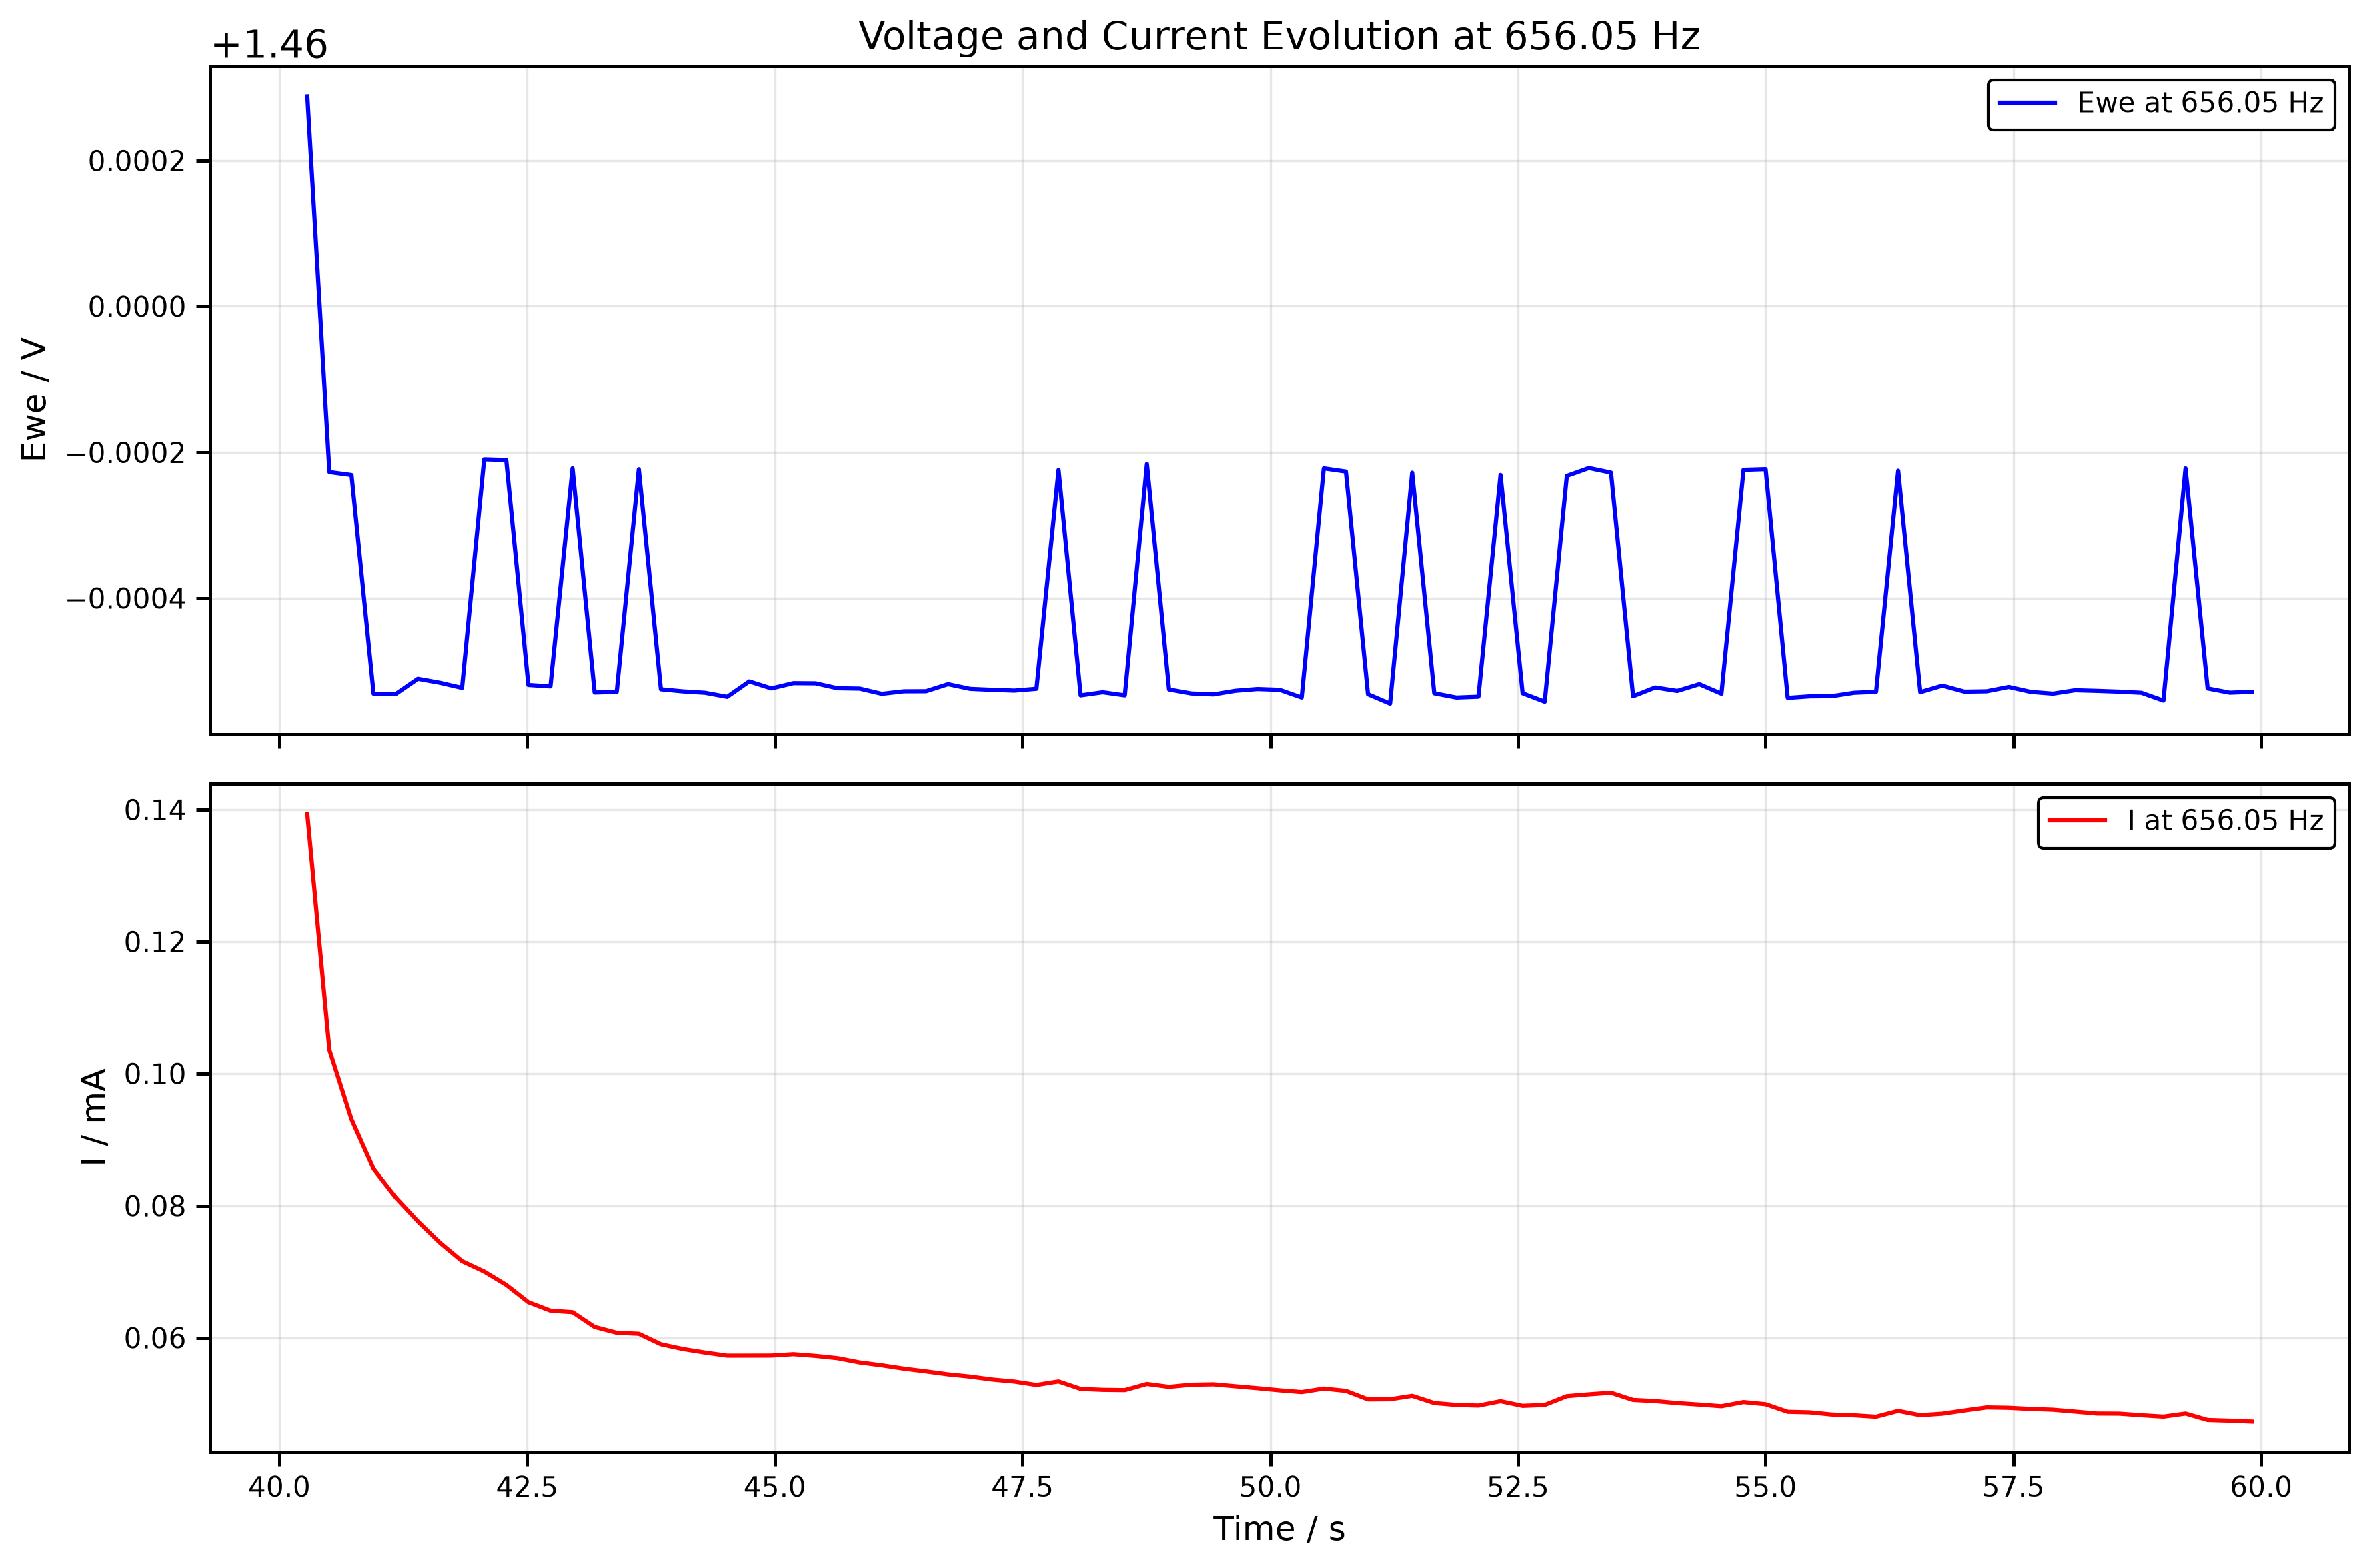 Voltage and Current Evolution at 656.05 Hz
+1.46
Ewe at 656.05 Hz
0.0002
0.0000
−0.0002
−0.0004
Ewe / V
I at 656.05 Hz
0.14
0.12
0.10
0.08
0.06
I / mA
40.0 42.5 45.0 47.5 50.0 52.5 55.0 57.5 60.0
Time / s